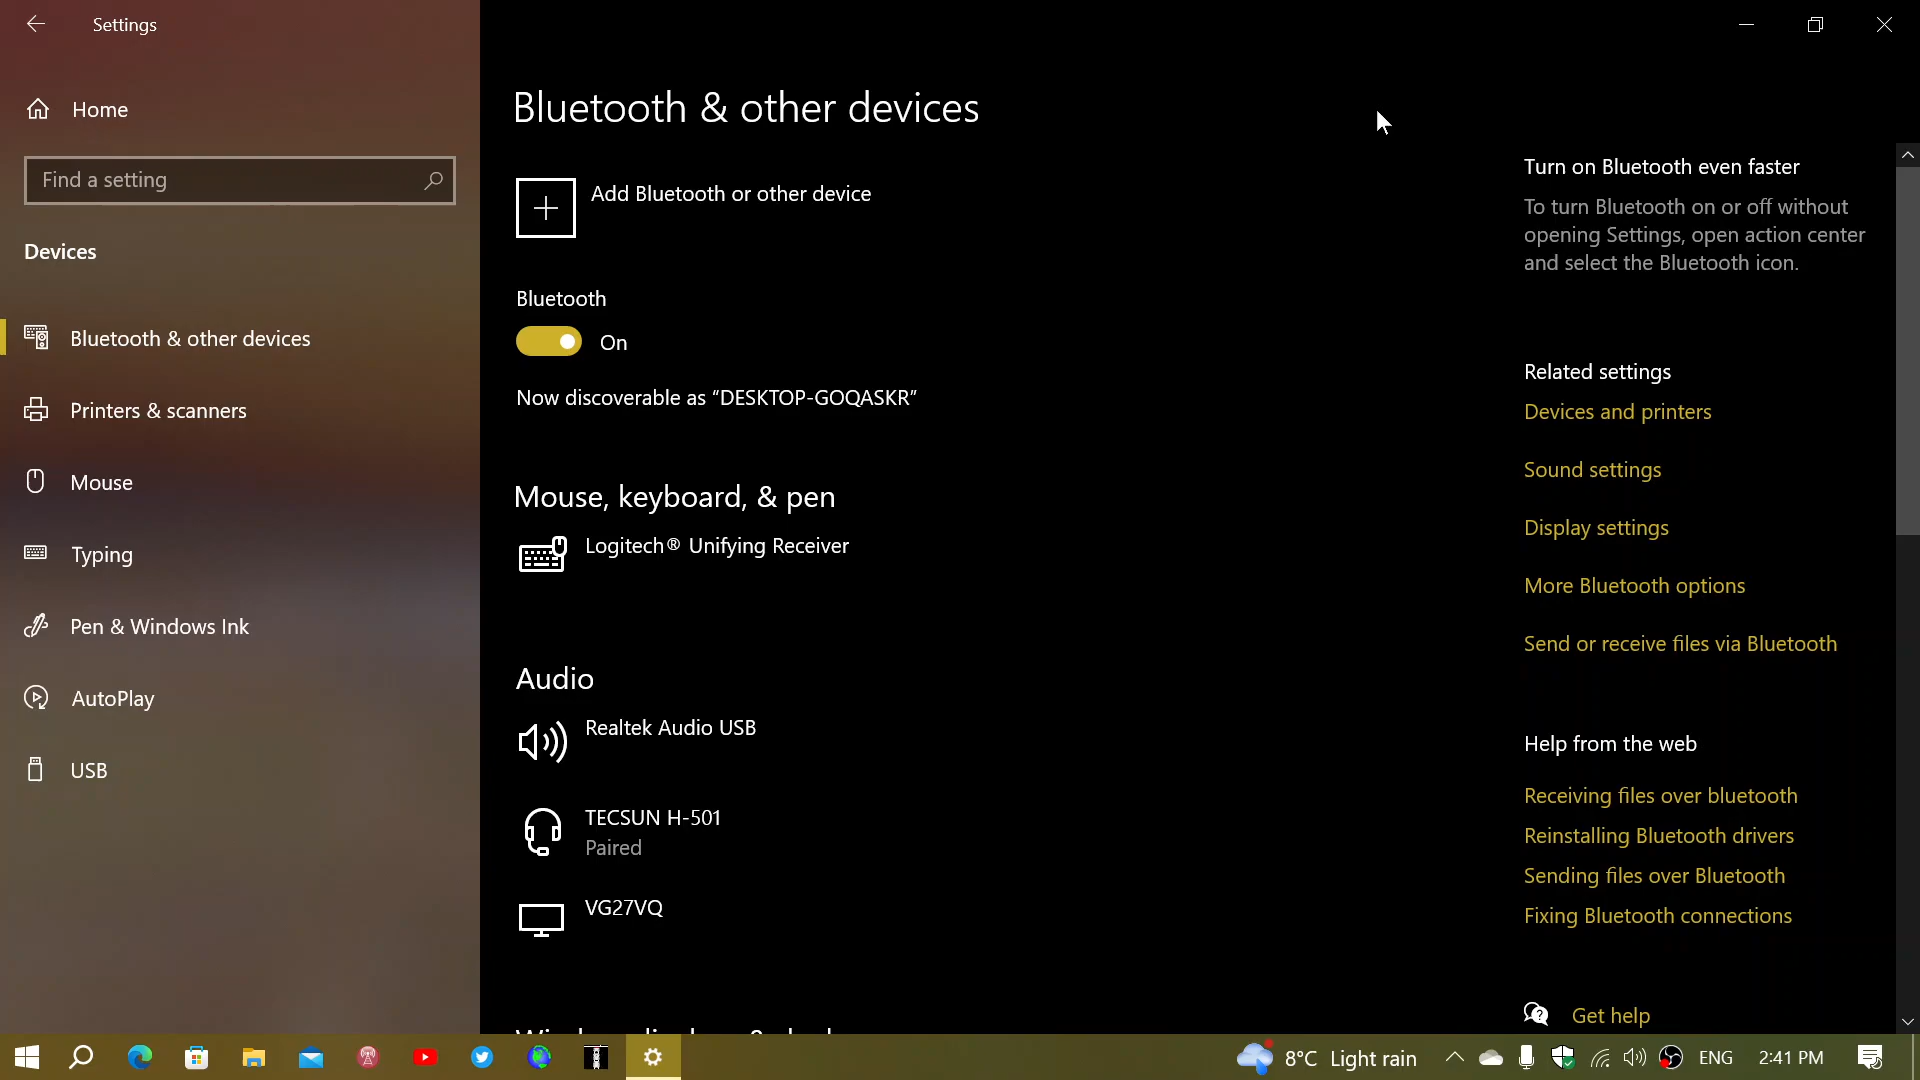 Settings
Home
Find a setting
Devices
Bluetooth & other devices
Printers & scanners
Mouse
Typing
Pen & Windows Ink
AutoPlay
USB
Bluetooth & other devices
Add Bluetooth or other device
Bluetooth
On
Now discoverable as “DESKTOP-GOQASKR”
Mouse, keyboard, & pen
Logitech® Unifying Receiver
Audio
Realtek Audio USB
TECSUN H-501
Paired
VG27VQ
Turn on Bluetooth even faster
To turn Bluetooth on or off without
opening Settings, open action center
and select the Bluetooth icon.
Related settings
Devices and printers
Sound settings
Display settings
More Bluetooth options
Send or receive files via Bluetooth
Help from the web
Receiving files over bluetooth
Reinstalling Bluetooth drivers
Sending files over Bluetooth
Fixing Bluetooth connections
Get help
8°C Light rain
ENG
2:41 PM